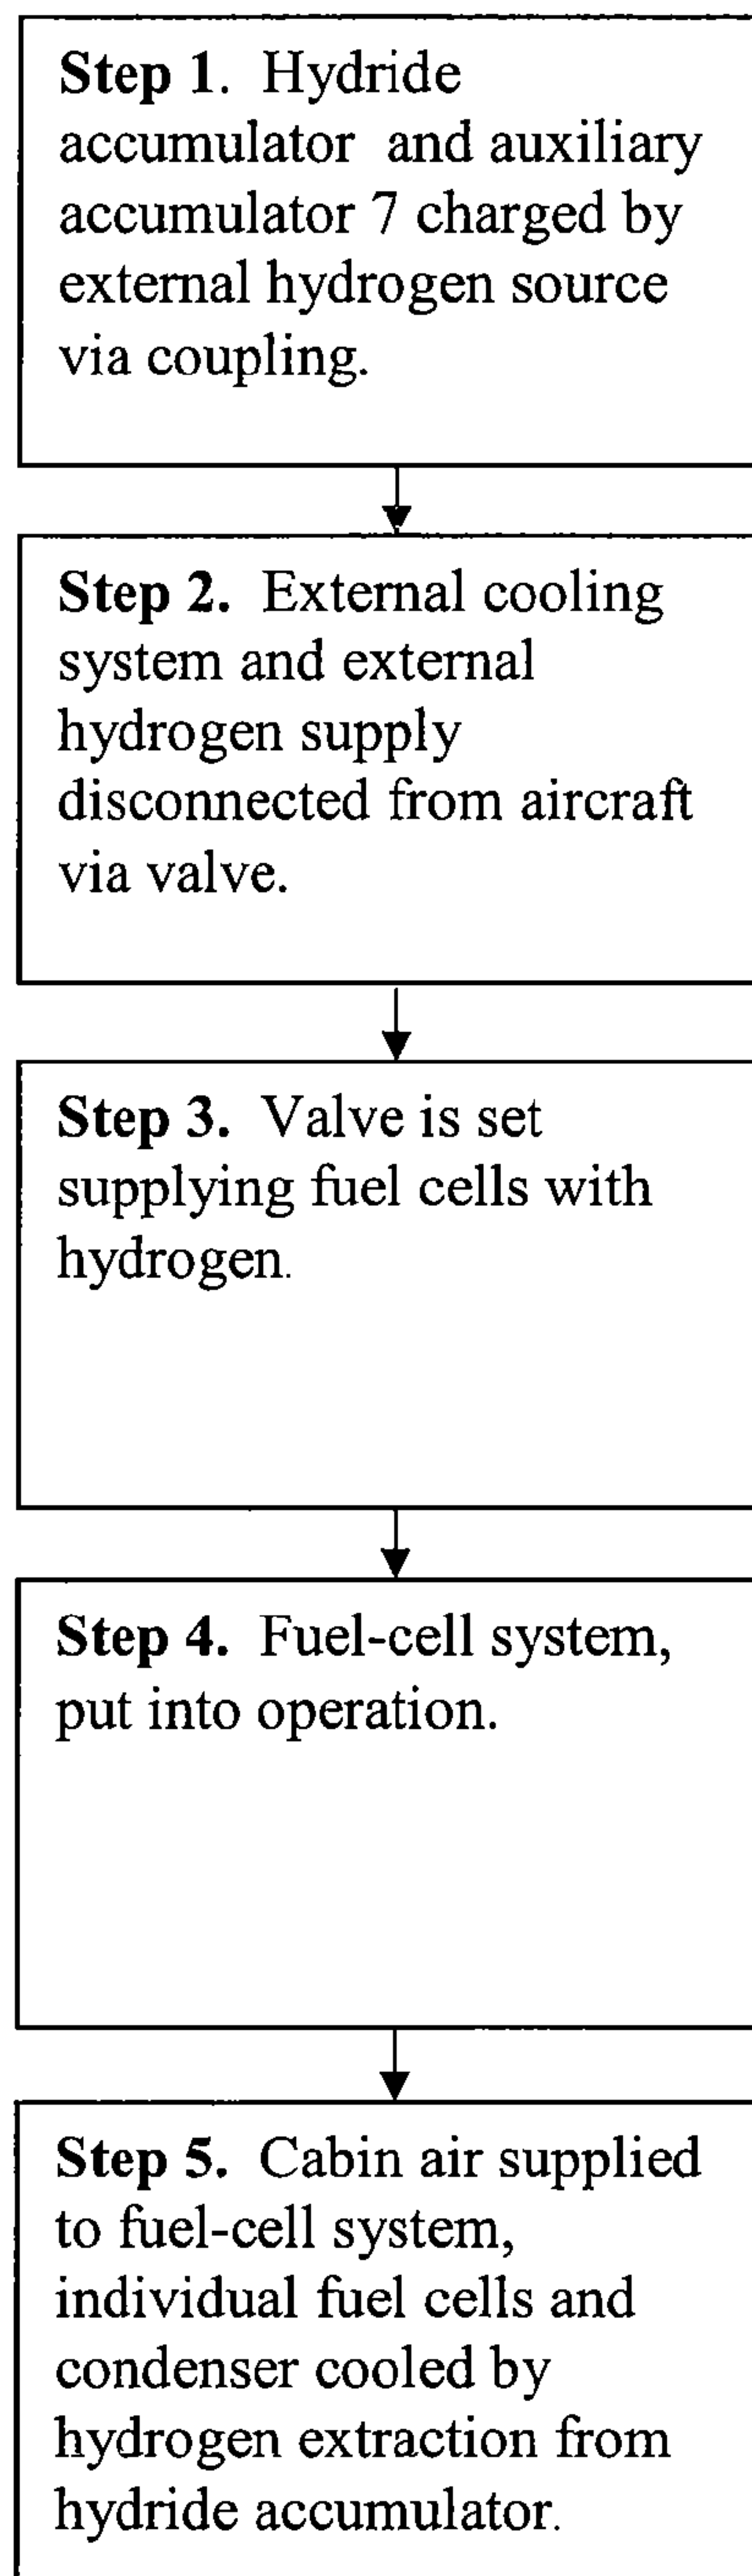 Step 1. Hydride
accumulator and auxiliary
accumulator 7 charged by
external hydrogen source
via coupling.
Step 2. External cooling
system and external
hydrogen supply
disconnected from aircraft
via valve.
Step 3. Valve is set
supplying fuel cells with
hydrogen.
Step 4. Fuel-cell system,
put into operation.
Step 5. Cabin air supplied
to fuel-cell system,
individual fuel cells and
condenser cooled by
hydrogen extraction from
hydride accumulator.